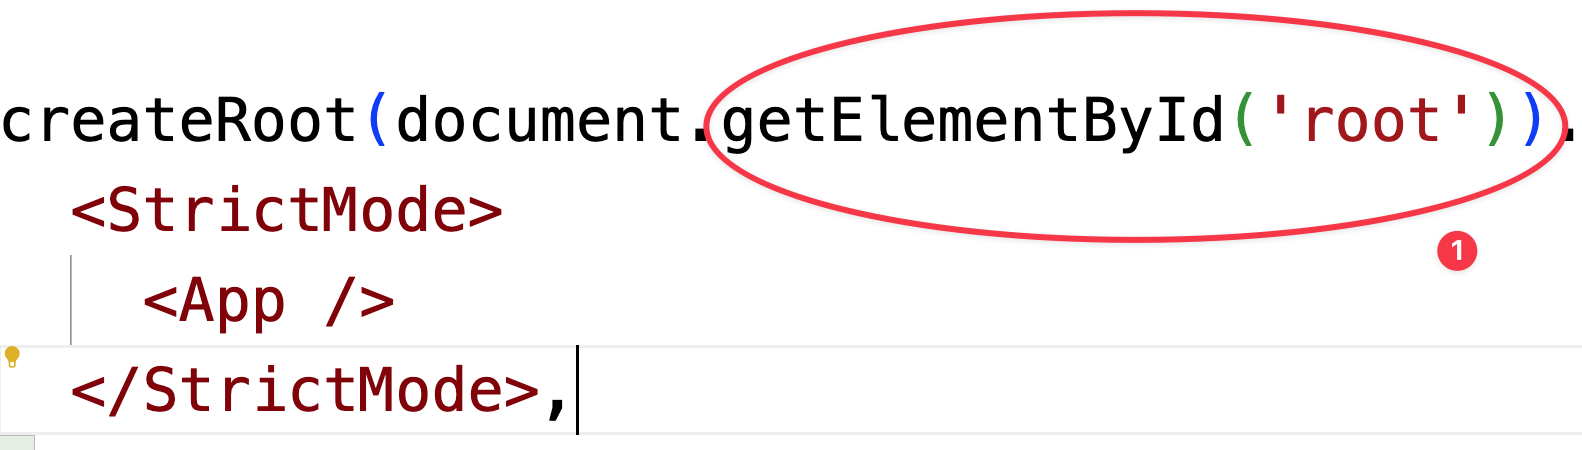 createRoot(document.getElementById('root')).
<StrictMode>
<App />
</StrictMode>,
1